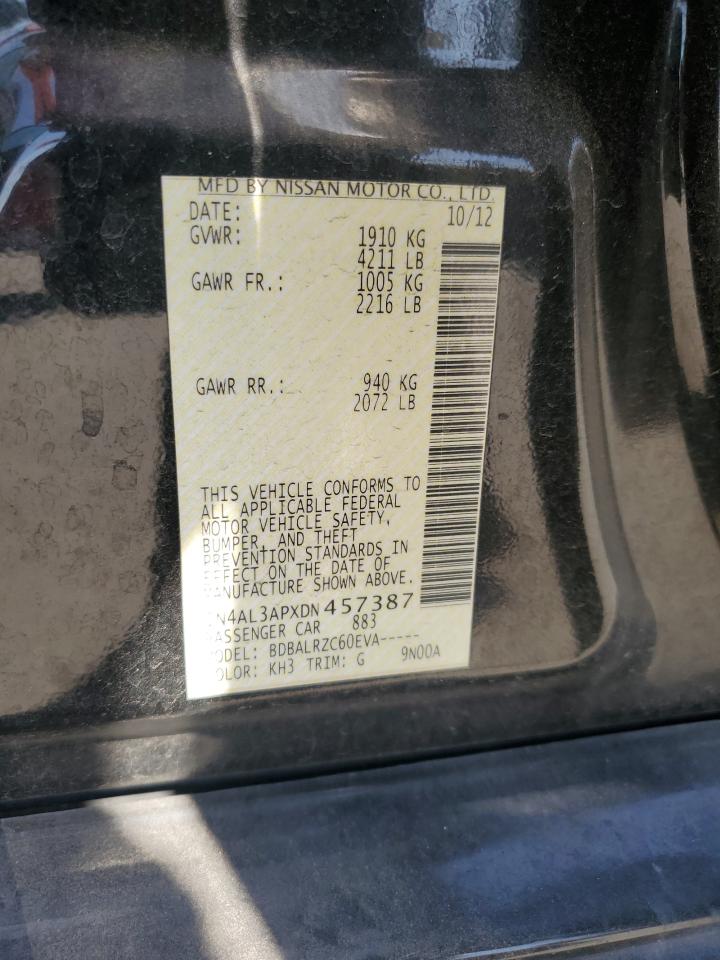 MFD BY NISSAN MOTOR CO., LTD.
DATE: 10/12
GVWR: 1910 KG
4211 LB
GAWR FR.: 1005 KG
2216 LB
GAWR RR.: 940 KG
2072 LB
THIS VEHICLE CONFORMS TO
ALL APPLICABLE FEDERAL
MOTOR VEHICLE SAFETY,
BUMPER, AND THEFT
PREVENTION STANDARDS IN
EFFECT ON THE DATE OF
MANUFACTURE SHOWN ABOVE.
N4AL3APXDN457387
PASSENGER CAR 883
MODEL: BDBALRZC60EVA-----
COLOR: KH3 TRIM: G 9N00A